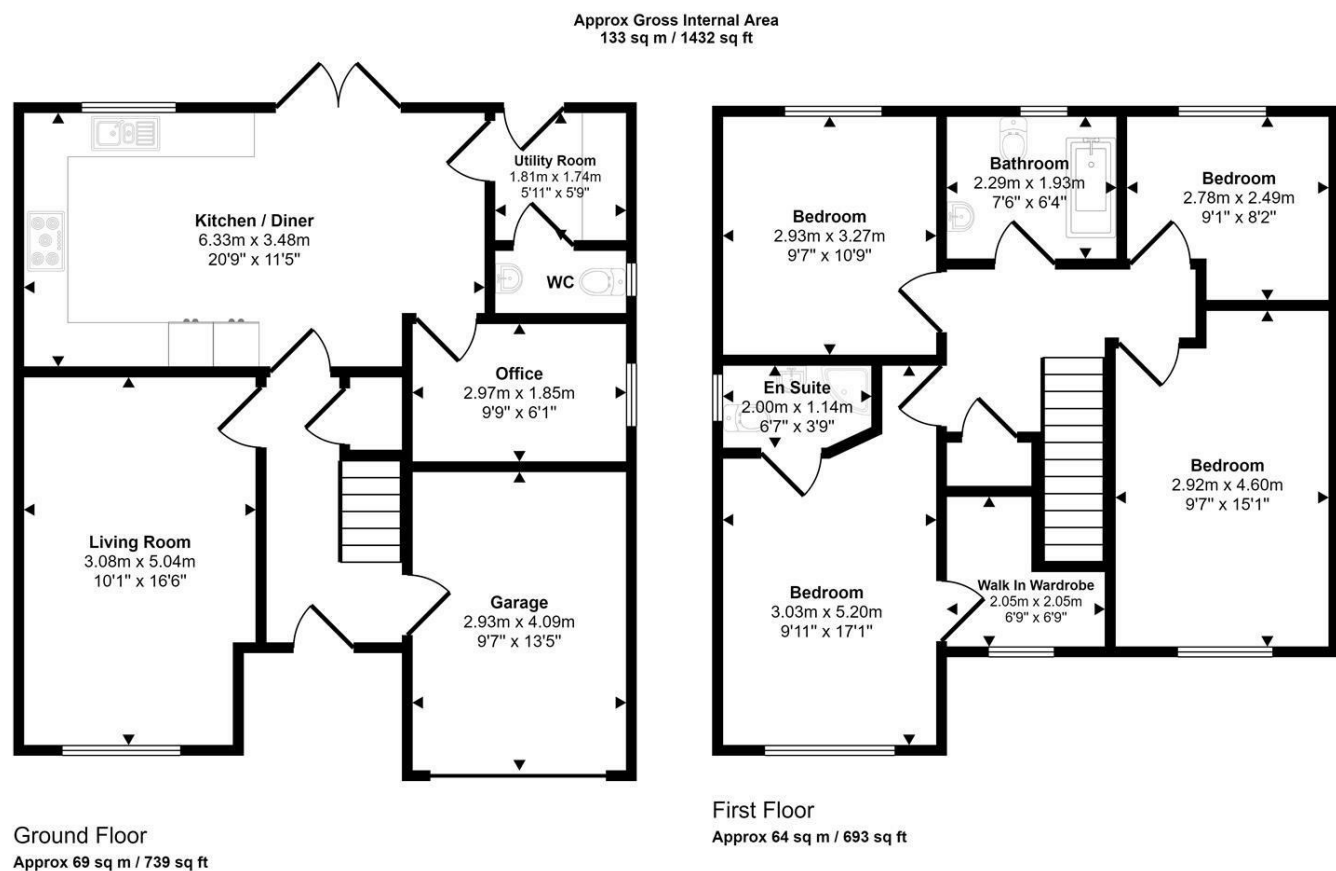 Approx Gross Internal Area
133 sq m / 1432 sq ft
Utility Room
1.81m x 1.74m
5'11" x 5'9"
Kitchen / Diner
6.33m x 3.48m
20'9" x 11'5"
WC
Office
2.97m x 1.85m
9'9" x 6'1"
Living Room
3.08m x 5.04m
10'1" x 16'6"
Garage
2.93m x 4.09m
9'7" x 13'5"
Ground Floor
Approx 69 sq m / 739 sq ft
Bathroom
2.29m x 1.93m
7'6" x 6'4"
Bedroom
2.78m x 2.49m
9'1" x 8'2"
Bedroom
2.93m x 3.27m
9'7" x 10'9"
En Suite
2.00m x 1.14m
6'7" x 3'9"
Bedroom
2.92m x 4.60m
9'7" x 15'1"
Walk In Wardrobe
2.05m x 2.05m
6'9" x 6'9"
Bedroom
3.03m x 5.20m
9'11" x 17'1"
First Floor
Approx 64 sq m / 693 sq ft